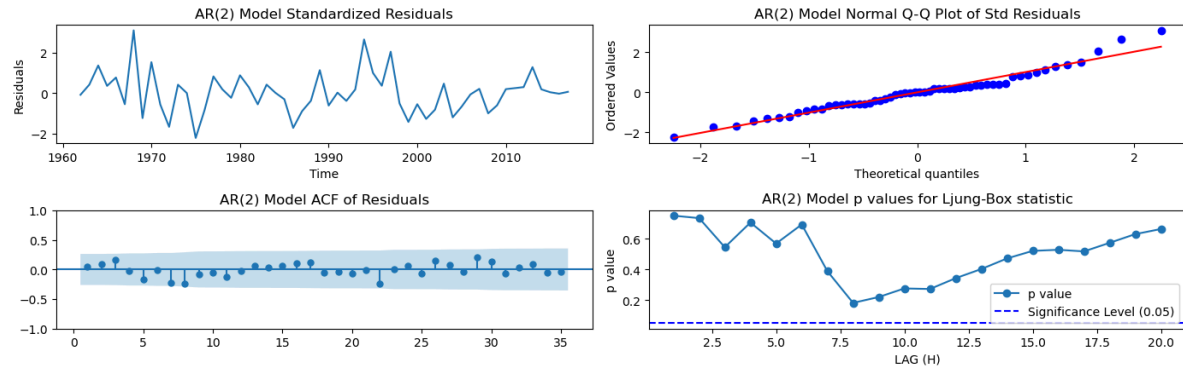 AR(2) Model Standardized Residuals
Residuals
2
0
−2
1960 1970 1980 1990 2000 2010
Time
AR(2) Model Normal Q-Q Plot of Std Residuals
Ordered Values
2
0
−2
−2 −1 0 1 2
Theoretical quantiles
AR(2) Model ACF of Residuals
1.0
0.5
0.0
−0.5
−1.0
0 5 10 15 20 25 30 35
AR(2) Model p values for Ljung-Box statistic
p value
0.6
0.4
0.2
p value
Significance Level (0.05)
2.5 5.0 7.5 10.0 12.5 15.0 17.5 20.0
LAG (H)